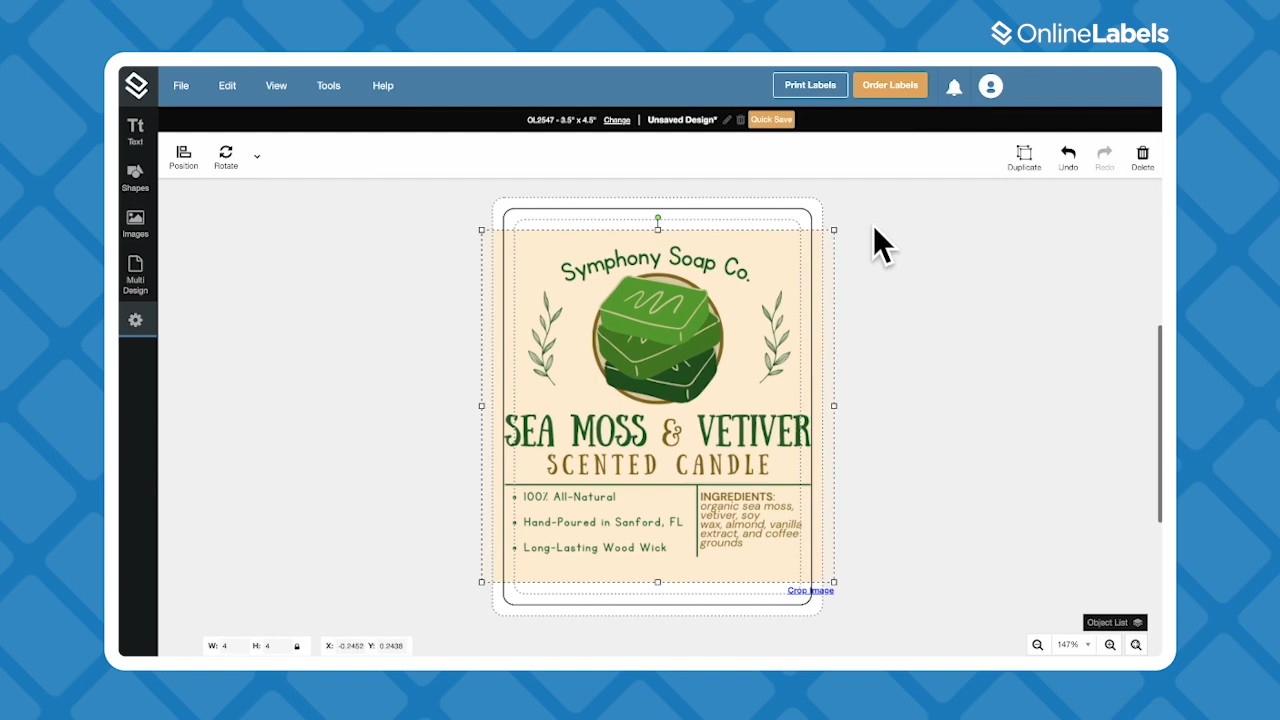 OnlineLabels
File Edit View Tools Help Print Labels Order Labels
OL2547 - 3.5" x 4.5" Change | Unsaved Design* Quick Save
Tt
Text
Shapes
Images
Multi
Design
Position Rotate Duplicate Undo Redo Delete
Symphony Soap Co.
SEA MOSS & VETIVER
SCENTED CANDLE
• 100% All-Natural
• Hand-Poured in Sanford, FL
• Long-Lasting Wood Wick
INGREDIENTS:
organic sea moss,
vetiver, soy
wax, almond, vanilla
extract, and coffee
grounds
Crop Image
Object List
W: 4 H: 4 X: -0.2452 Y: 0.2438 147%